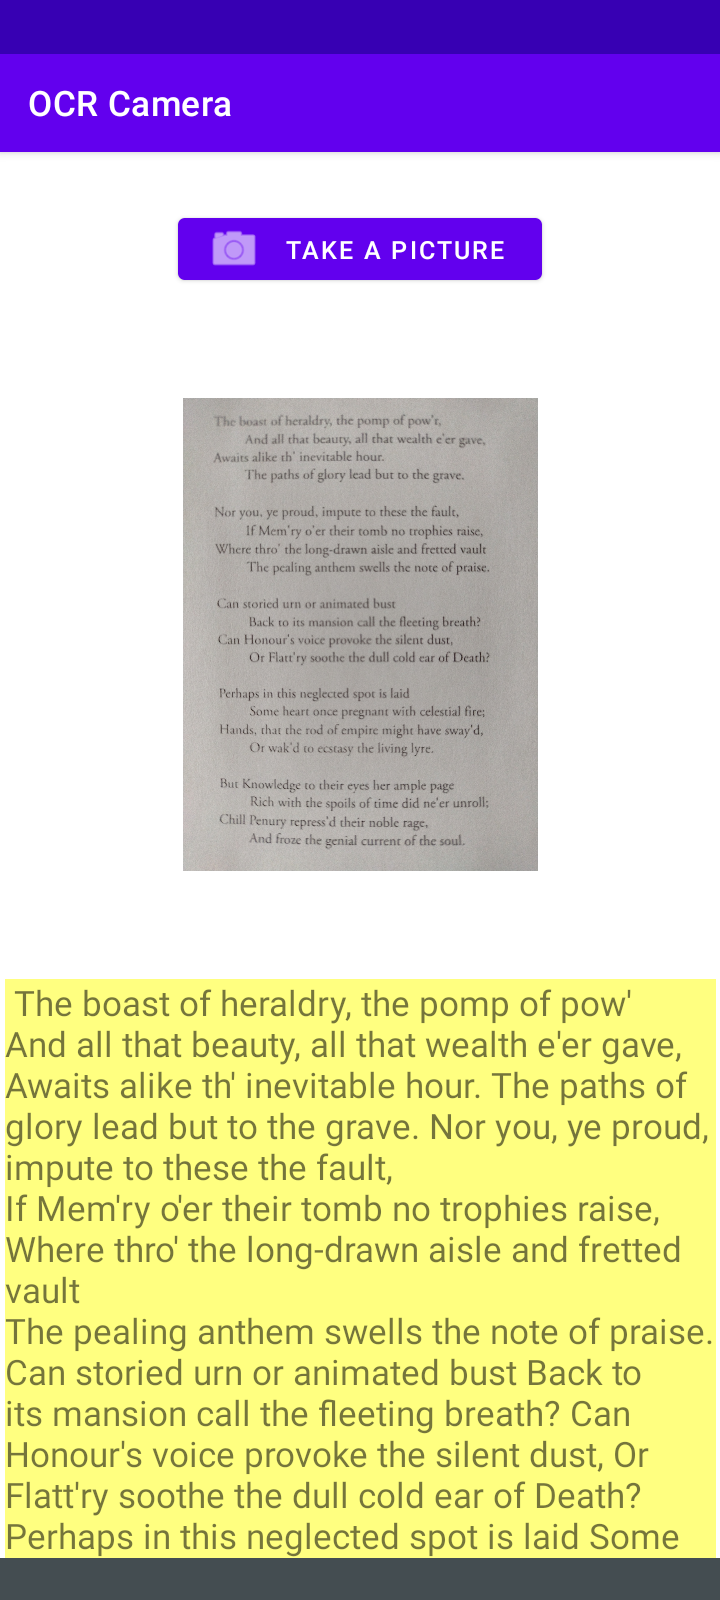 OCR Camera
TAKE A PICTURE
The boast of heraldry, the pomp of pow'r,
And all that beauty, all that wealth e'er gave,
Awaits alike th' inevitable hour.
The paths of glory lead but to the grave.
Nor you, ye proud, impute to these the fault,
If Mem'ry o'er their tomb no trophies raise,
Where thro' the long-drawn aisle and fretted vault
The pealing anthem swells the note of praise.
Can storied urn or animated bust
Back to its mansion call the fleeting breath?
Can Honour's voice provoke the silent dust,
Or Flatt'ry soothe the dull cold ear of Death?
Perhaps in this neglected spot is laid
Some heart once pregnant with celestial fire;
Hands, that the rod of empire might have sway'd,
Or wak'd to ecstasy the living lyre.
But Knowledge to their eyes her ample page
Rich with the spoils of time did ne'er unroll;
Chill Penury repress'd their noble rage,
And froze the genial current of the soul.
The boast of heraldry, the pomp of pow'
And all that beauty, all that wealth e'er gave,
Awaits alike th' inevitable hour. The paths of
glory lead but to the grave. Nor you, ye proud,
impute to these the fault,
If Mem'ry o'er their tomb no trophies raise,
Where thro' the long-drawn aisle and fretted
vault
The pealing anthem swells the note of praise.
Can storied urn or animated bust Back to
its mansion call the fleeting breath? Can
Honour's voice provoke the silent dust, Or
Flatt'ry soothe the dull cold ear of Death?
Perhaps in this neglected spot is laid Some